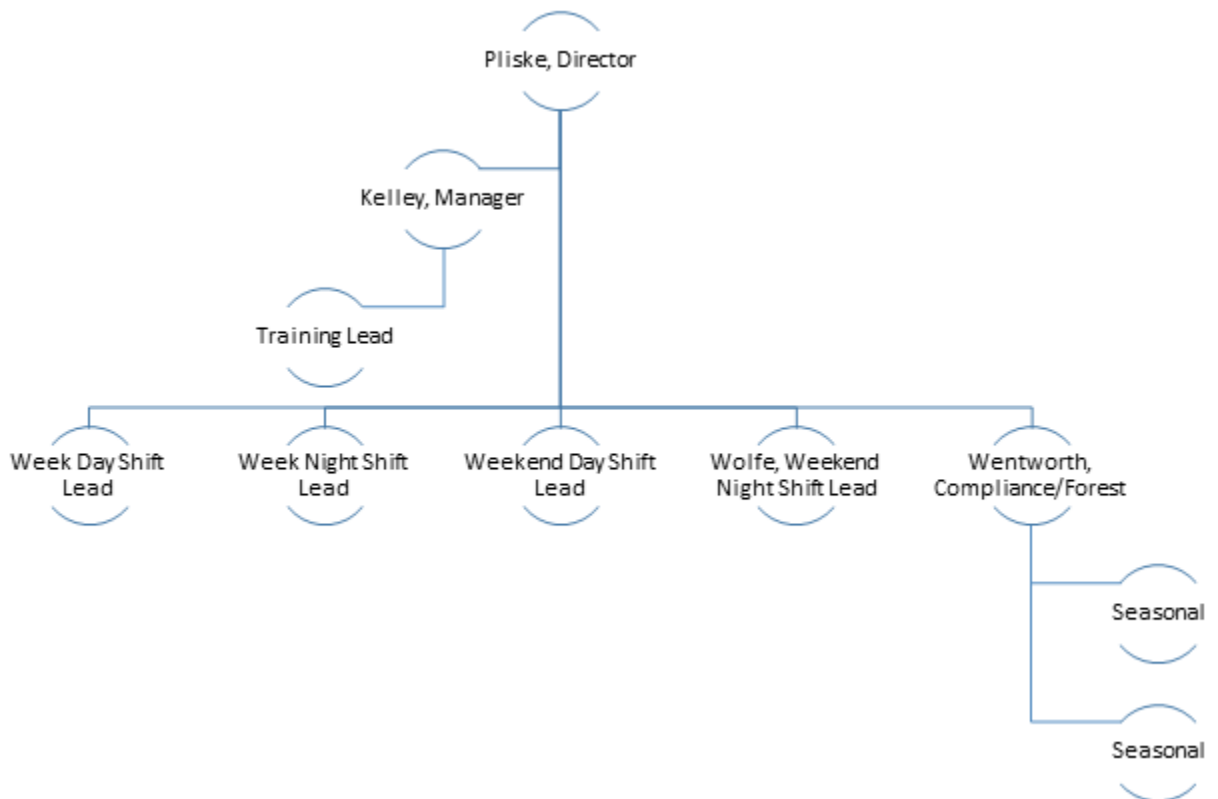 Pliske, Director
Kelley, Manager
Training Lead
Week Day Shift
Lead
Week Night Shift
Lead
Weekend Day Shift
Lead
Wolfe, Weekend
Night Shift Lead
Wentworth,
Compliance/Forest
Seasonal
Seasonal